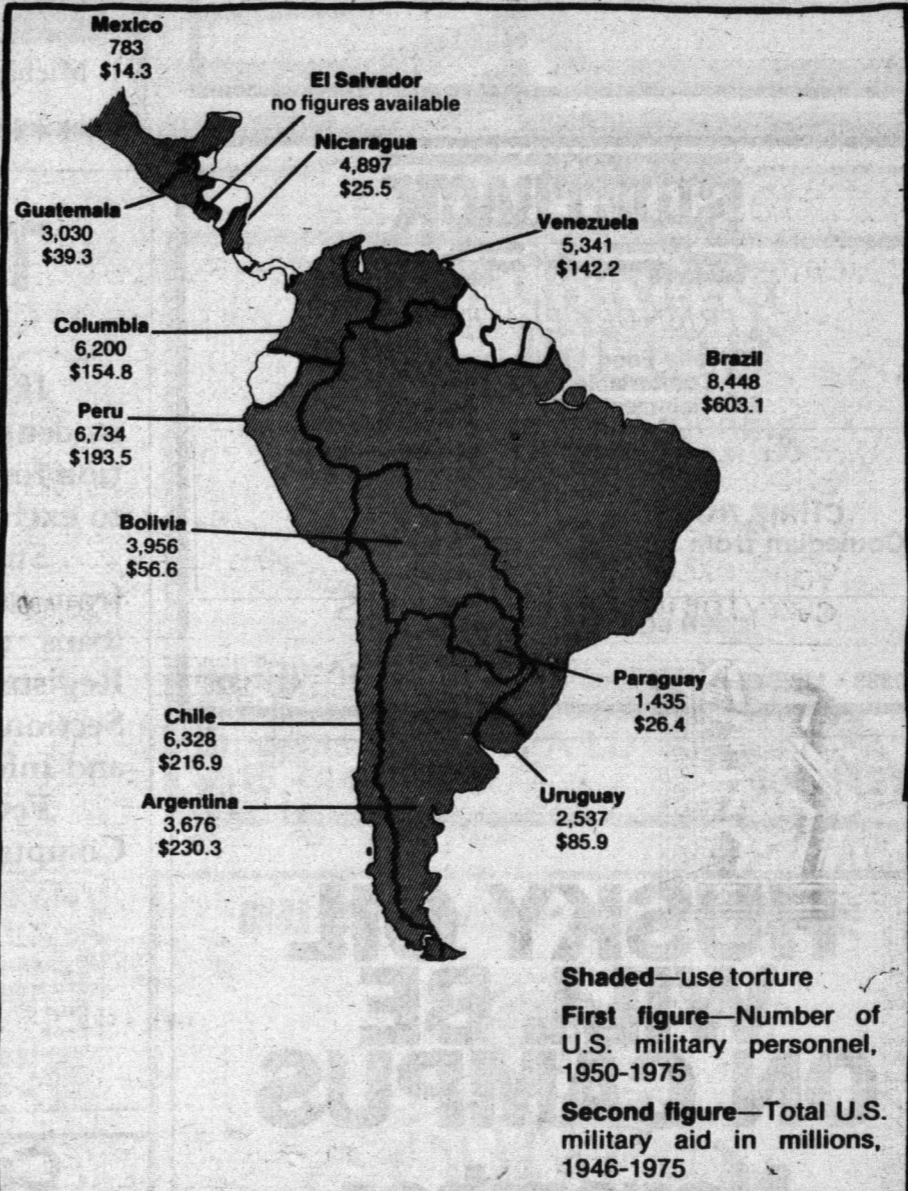 Mexico
783
$14.3
El Salvador
no figures available
Nicaragua
4,897
$25.5
Guatemala
3,030
$39.3
Venezuela
5,341
$142.2
Columbia
6,200
$154.8
Brazil
8,448
$603.1
Peru
6,734
$193.5
Bolivia
3,956
$56.6
Paraguay
1,435
$26.4
Chile
6,328
$216.9
Argentina
3,676
$230.3
Uruguay
2,537
$85.9
Shaded—use torture
First figure—Number of
U.S. military personnel,
1950-1975
Second figure—Total U.S.
military aid in millions,
1946-1975